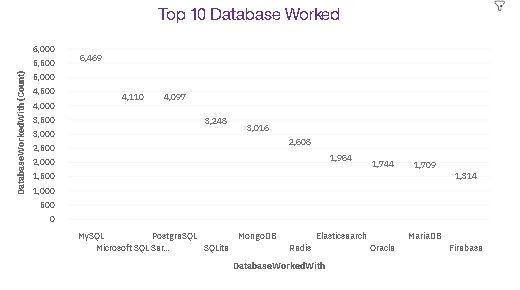 Top 10 Database Worked
DatabaseWorkedWith (Count)
6,000
5,500
5,000
4,500
4,000
3,500
3,000
2,500
2,000
1,500
1,000
500
0
5,469
4,110
4,097
3,248
3,016
2,508
1,954
1,744
1,709
1,314
MySQL
Microsoft SQL Ser...
PostgreSQL
SQLite
MongoDB
Redis
Elasticsearch
Oracle
MariaDB
Firebase
DatabaseWorkedWith